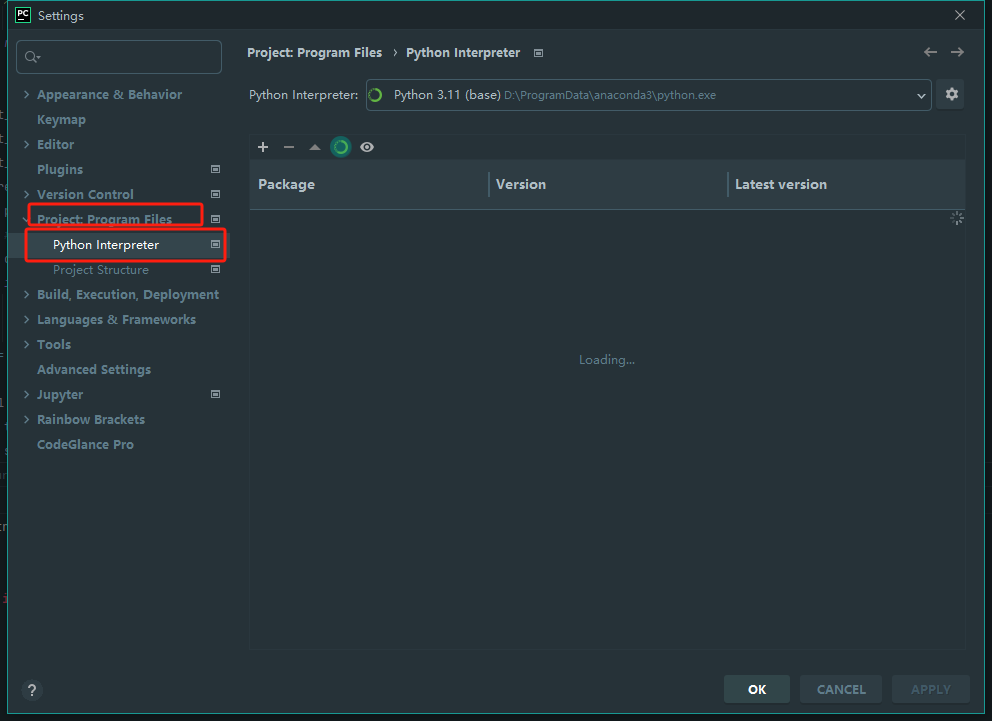 PC Settings
Project: Program Files › Python Interpreter
Appearance & Behavior
Python Interpreter: Python 3.11 (base) D:\ProgramData\anaconda3\python.exe
Keymap
Editor
Plugins
Version Control
Project: Program Files
Python Interpreter
Project Structure
Build, Execution, Deployment
Languages & Frameworks
Tools
Advanced Settings
Jupyter
Rainbow Brackets
CodeGlance Pro
Package Version Latest version
Loading...
? OK CANCEL APPLY